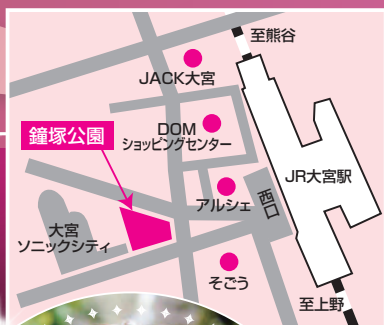 至熊谷
JACK大宮
鐘塚公園
DOM
ショッピングセンター
JR大宮駅
アルシェ
西口
大宮
ソニックシティ
そごう
至上野